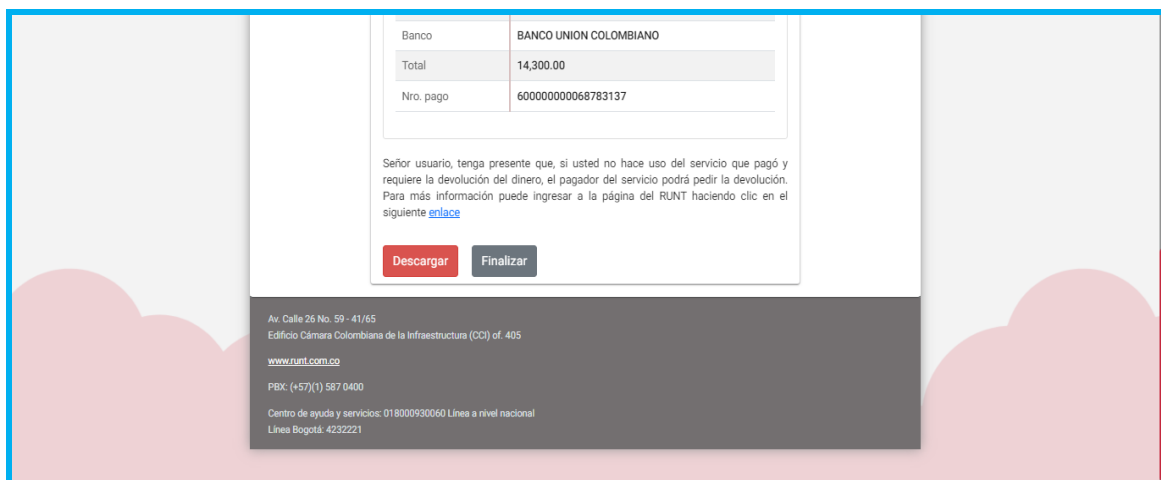 Banco BANCO UNION COLOMBIANO
Total 14,300.00
Nro. pago 600000000068783137
Señor usuario, tenga presente que, si usted no hace uso del servicio que pagó y
requiere la devolución del dinero, el pagador del servicio podrá pedir la devolución.
Para más información puede ingresar a la página del RUNT haciendo clic en el
siguiente enlace
Descargar Finalizar
Av. Calle 26 No. 59 - 41/65
Edificio Cámara Colombiana de la Infraestructura (CCI) of. 405
www.runt.com.co
PBX: (+57)(1) 587 0400
Centro de ayuda y servicios: 018000930060 Línea a nivel nacional
Línea Bogotá: 4232221